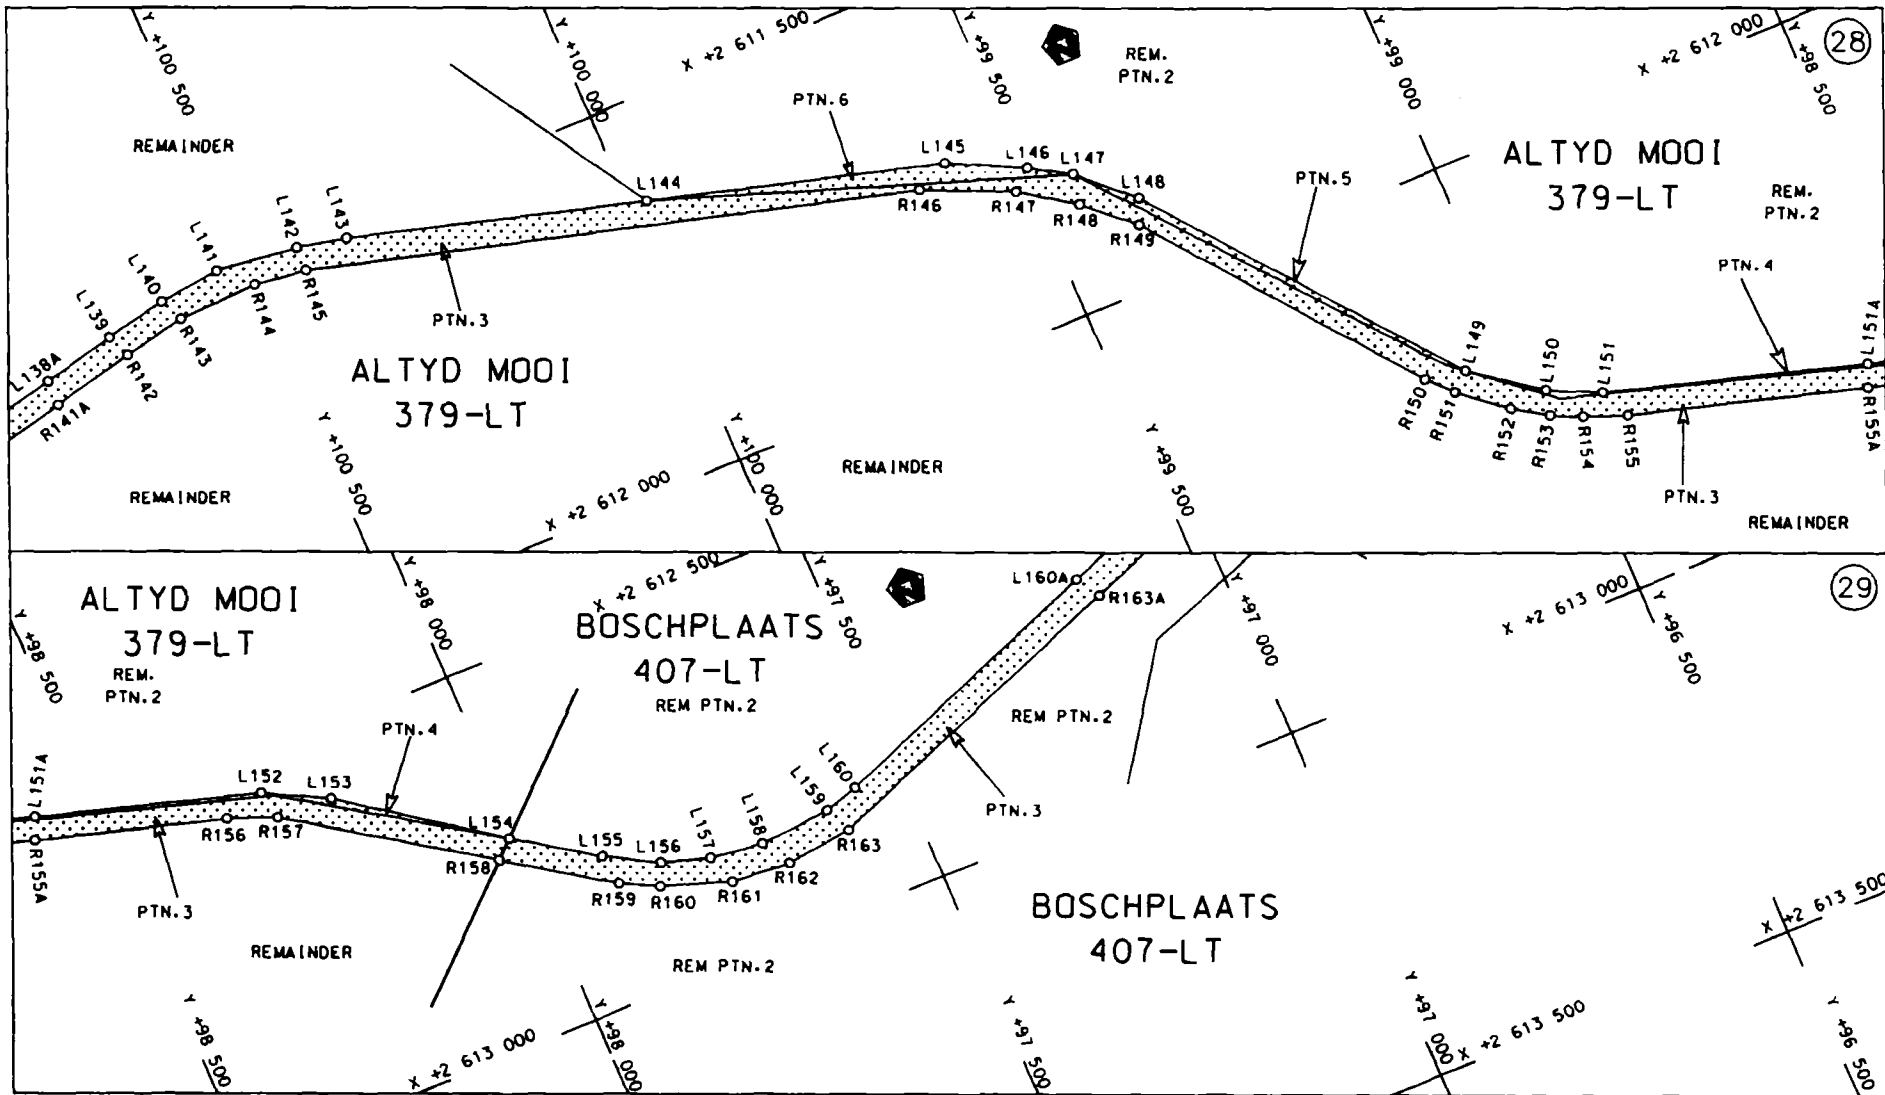 Y +100 500
Y +100 000
X +2 611 500
Y +99 500
REM.
PTN.2
Y +99 000
X +2 612 000
Y +98 500
28
REMAINDER
PTN.6
L145
L146
L147
L148
ALTYD MOOI
379-LT
REM.
PTN.2
PTN.5
PTN.4
L144
L143
L142
L141
L140
L139
L138A
R146
R147
R148
R149
R145
R144
R143
R142
R141A
PTN.3
ALTYD MOOI
379-LT
L149
L150
L151
L151A
R150
R151
R152
R153
R154
R155
R155A
PTN.3
REMAINDER
Y +100 500
X +2 612 000
Y +100 000
REMAINDER
Y +99 500
REMAINDER
ALTYD MOOI
379-LT
REM.
PTN.2
Y +98 500
Y +98 000
X +2 612 500
BOSCHPLAATS
407-LT
REM PTN.2
Y +97 500
L160A
R163A
Y +97 000
X +2 613 000
Y +96 500
29
REM PTN.2
PTN.4
L151A
L152
L153
L154
L155
L156
L157
L158
L159
L160
R155A
R156
R157
R158
R159
R160
R161
R162
R163
PTN.3
PTN.3
REMAINDER
REM PTN.2
BOSCHPLAATS
407-LT
X +2 613 500
Y +98 500
X +2 613 000
Y +98 000
Y +97 500
Y +97 000
X +2 613 500
Y +96 500